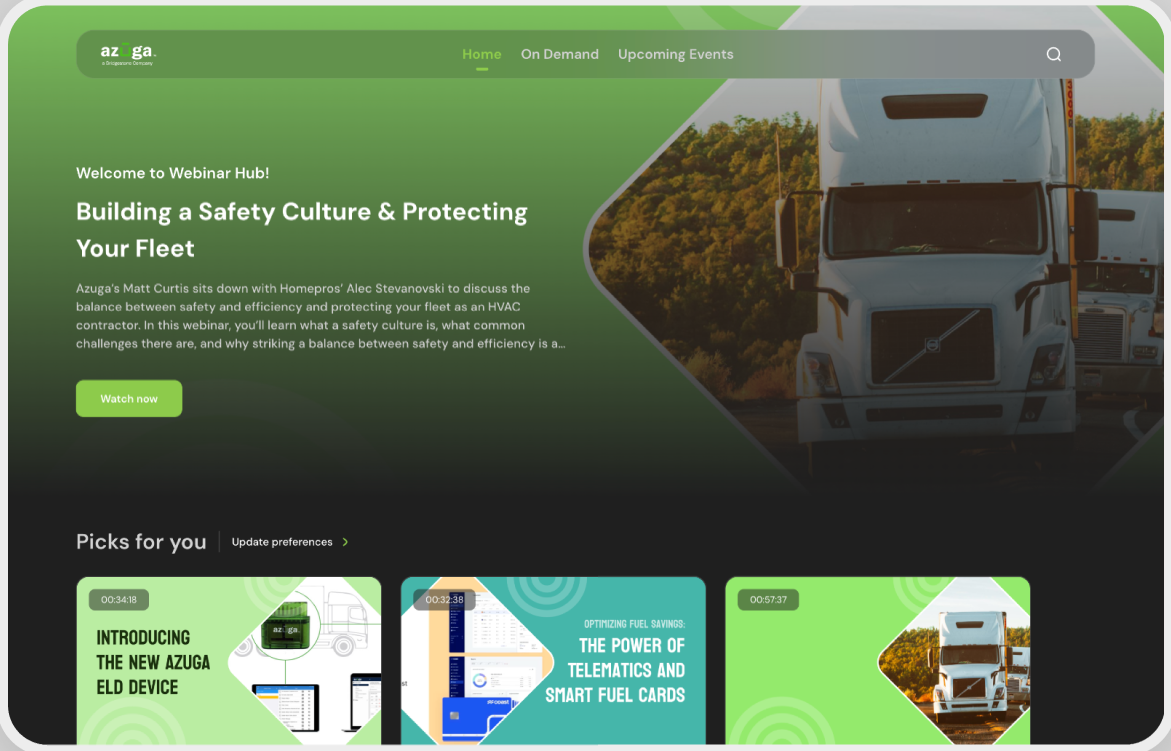 azuga
a Bridgestone Company
Home
On Demand
Upcoming Events
Welcome to Webinar Hub!
Building a Safety Culture & Protecting
Your Fleet
Azuga's Matt Curtis sits down with Homepros' Alec Stevanovski to discuss the
balance between safety and efficiency and protecting your fleet as an HVAC
contractor. In this webinar, you'll learn what a safety culture is, what common
challenges there are, and why striking a balance between safety and efficiency is a...
Watch now
Picks for you
Update preferences
00:34:18
INTRODUCING
THE NEW AZUGA
ELD DEVICE
azuga
00:32:38
OPTIMIZING FUEL SAVINGS:
THE POWER OF
TELEMATICS AND
SMART FUEL CARDS
00:57:37